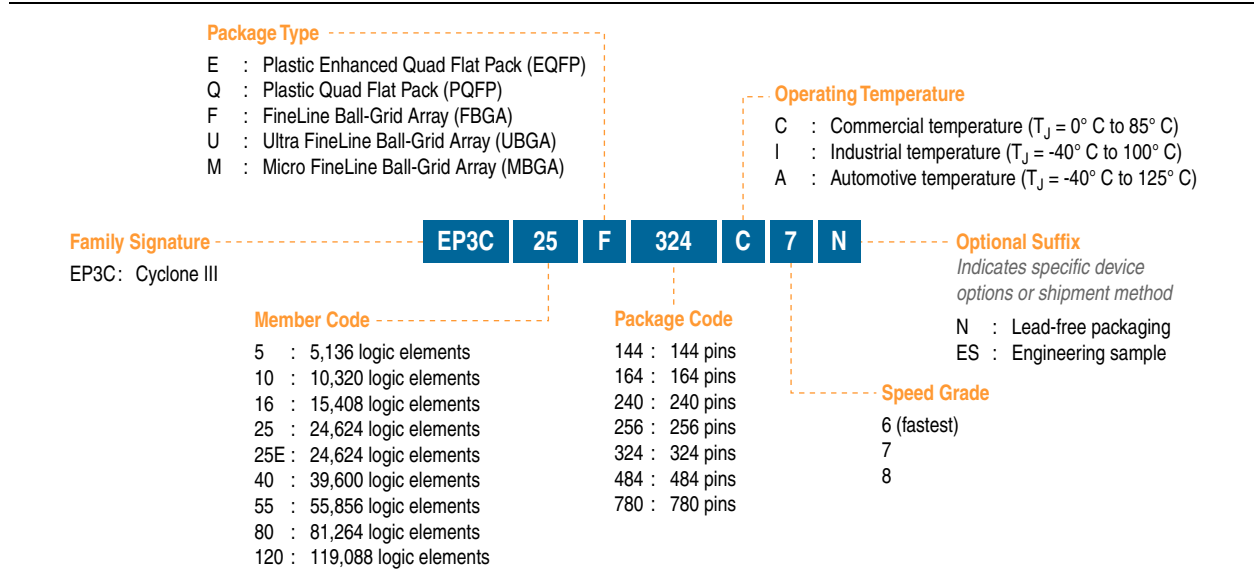 Package Type
E : Plastic Enhanced Quad Flat Pack (EQFP)
Q : Plastic Quad Flat Pack (PQFP)
F : FineLine Ball-Grid Array (FBGA)
U : Ultra FineLine Ball-Grid Array (UBGA)
M : Micro FineLine Ball-Grid Array (MBGA)
Operating Temperature
C : Commercial temperature (TJ = 0° C to 85° C)
I : Industrial temperature (TJ = -40° C to 100° C)
A : Automotive temperature (TJ = -40° C to 125° C)
Family Signature
EP3C : Cyclone III
EP3C 25 F 324 C 7 N
Optional Suffix
Indicates specific device
options or shipment method
N : Lead-free packaging
ES : Engineering sample
Member Code
5 : 5,136 logic elements
10 : 10,320 logic elements
16 : 15,408 logic elements
25 : 24,624 logic elements
25E : 24,624 logic elements
40 : 39,600 logic elements
55 : 55,856 logic elements
80 : 81,264 logic elements
120 : 119,088 logic elements
Package Code
144 : 144 pins
164 : 164 pins
240 : 240 pins
256 : 256 pins
324 : 324 pins
484 : 484 pins
780 : 780 pins
Speed Grade
6 (fastest)
7
8